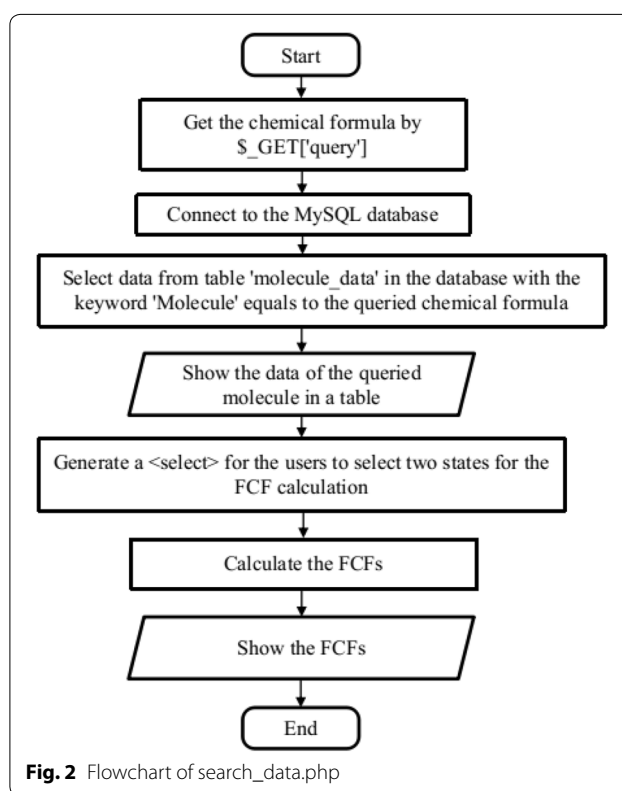 Start
Get the chemical formula by
$_GET['query']
Connect to the MySQL database
Select data from table 'molecule_data' in the database with the
keyword 'Molecule' equals to the queried chemical formula
Show the data of the queried
molecule in a table
Generate a <select> for the users to select two states for the
FCF calculation
Calculate the FCFs
Show the FCFs
End
Fig. 2 Flowchart of search_data.php